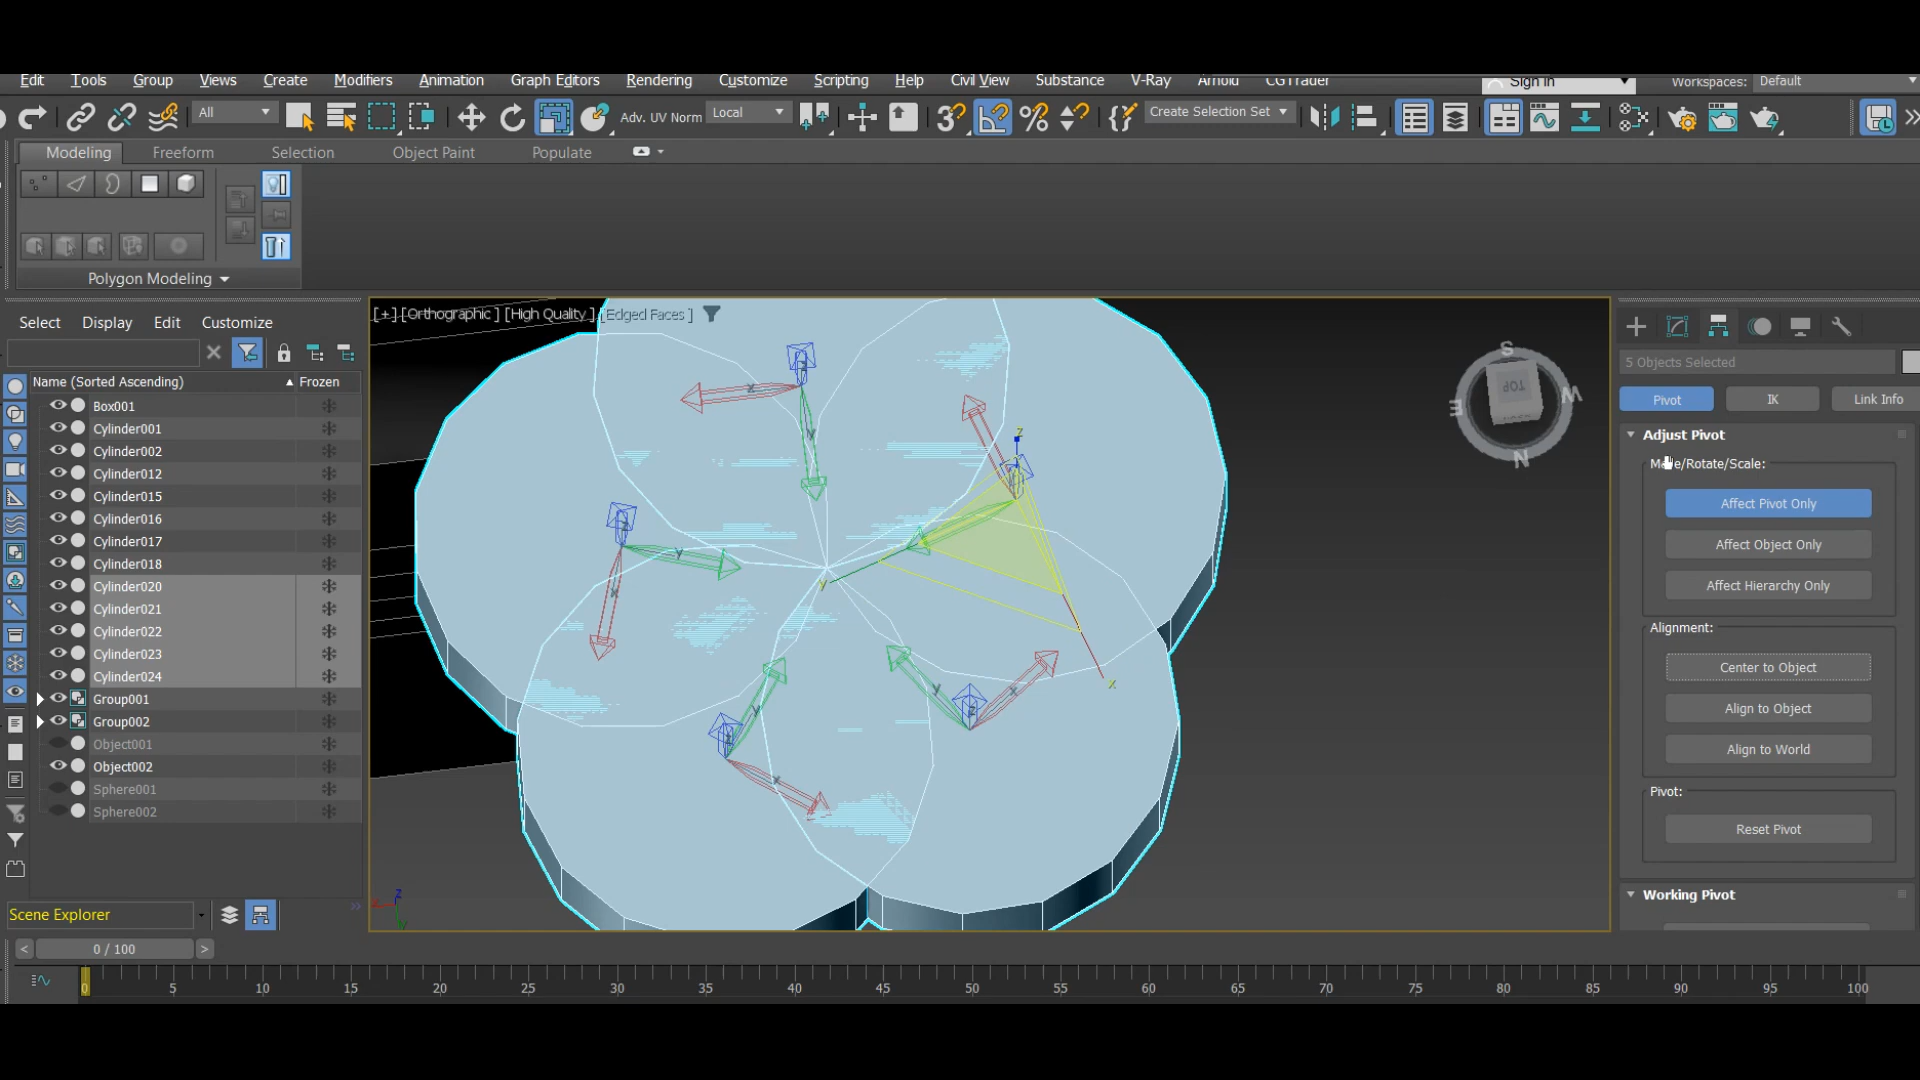 Edit Tools Group Views Create Modifiers Animation Graph Editors Rendering Customize Scripting Help Civil View Substance V-Ray Arnold CGTrader Sign In Workspaces: Default
All Adv. UV Norm Local Create Selection Set
Modeling Freeform Selection Object Paint Populate
Polygon Modeling
Select Display Edit Customize
Name (Sorted Ascending) Frozen
Box001
Cylinder001
Cylinder002
Cylinder012
Cylinder015
Cylinder016
Cylinder017
Cylinder018
Cylinder020
Cylinder021
Cylinder022
Cylinder023
Cylinder024
Group001
Group002
Object001
Object002
Sphere001
Sphere002
Scene Explorer
[+] [Orthographic ] [High Quality ] [Edged Faces ]
x
z
y
x
z
y
x
z
y
x
z
y
x
z
y
x
z
S
W
N
E
TOP
5 Objects Selected
Pivot IK Link Info
Adjust Pivot
Move/Rotate/Scale:
Affect Pivot Only
Affect Object Only
Affect Hierarchy Only
Alignment:
Center to Object
Align to Object
Align to World
Pivot:
Reset Pivot
Working Pivot
< 0 / 100 >
0 5 10 15 20 25 30 35 40 45 50 55 60 65 70 75 80 85 90 95 100